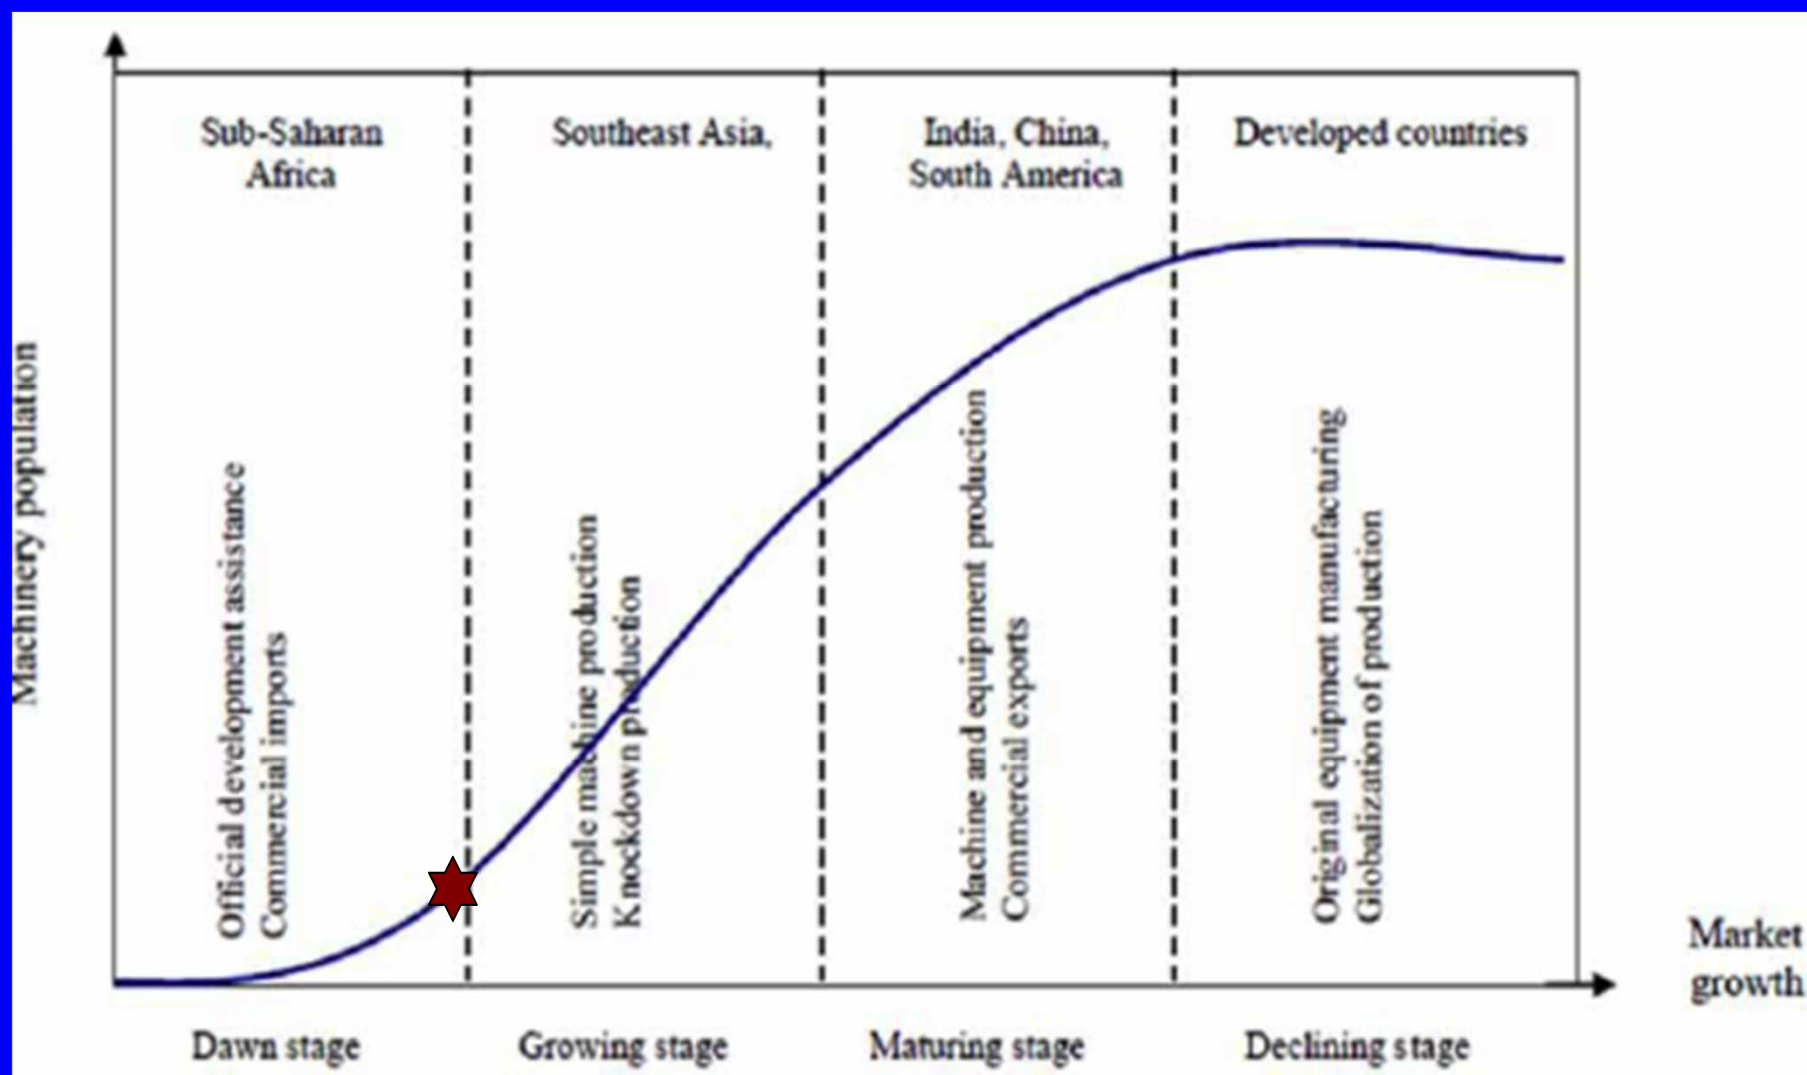 Sub-Saharan
Africa
Southeast Asia,
India, China,
South America
Developed countries
Machinery population
Official development assistance
Commercial imports
Simple machine production
Knockdown production
Machine and equipment production
Commercial exports
Original equipment manufacturing
Globalization of production
Market
growth
Dawn stage
Growing stage
Maturing stage
Declining stage